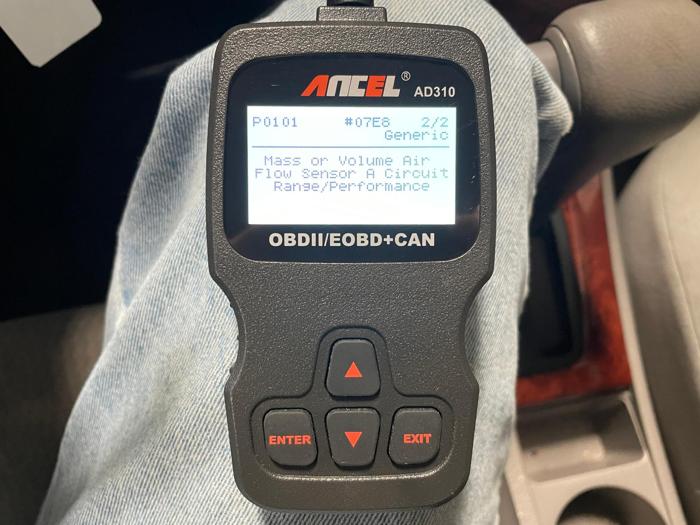 ANCEL® AD310
P0101 #07E8 2/2
Generic
Mass or Volume Air
Flow Sensor A Circuit
Range/Performance
OBDII/EOBD+CAN
▲
ENTER ▼ EXIT